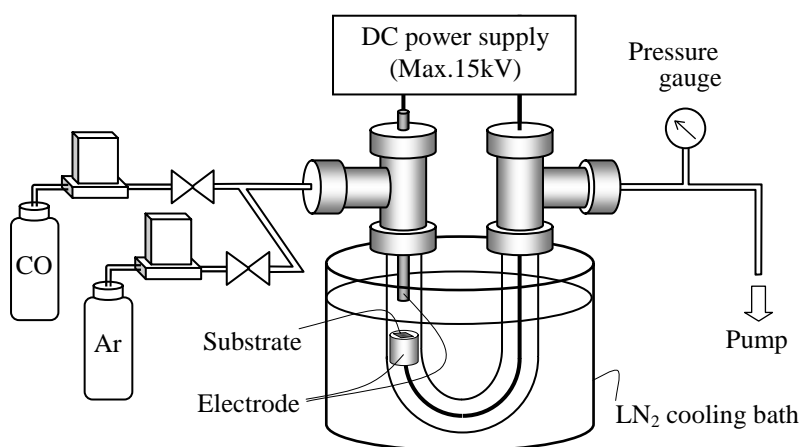 DC power supply
(Max.15kV)
Pressure
gauge
CO
Ar
Substrate
Electrode
Pump
LN₂ cooling bath